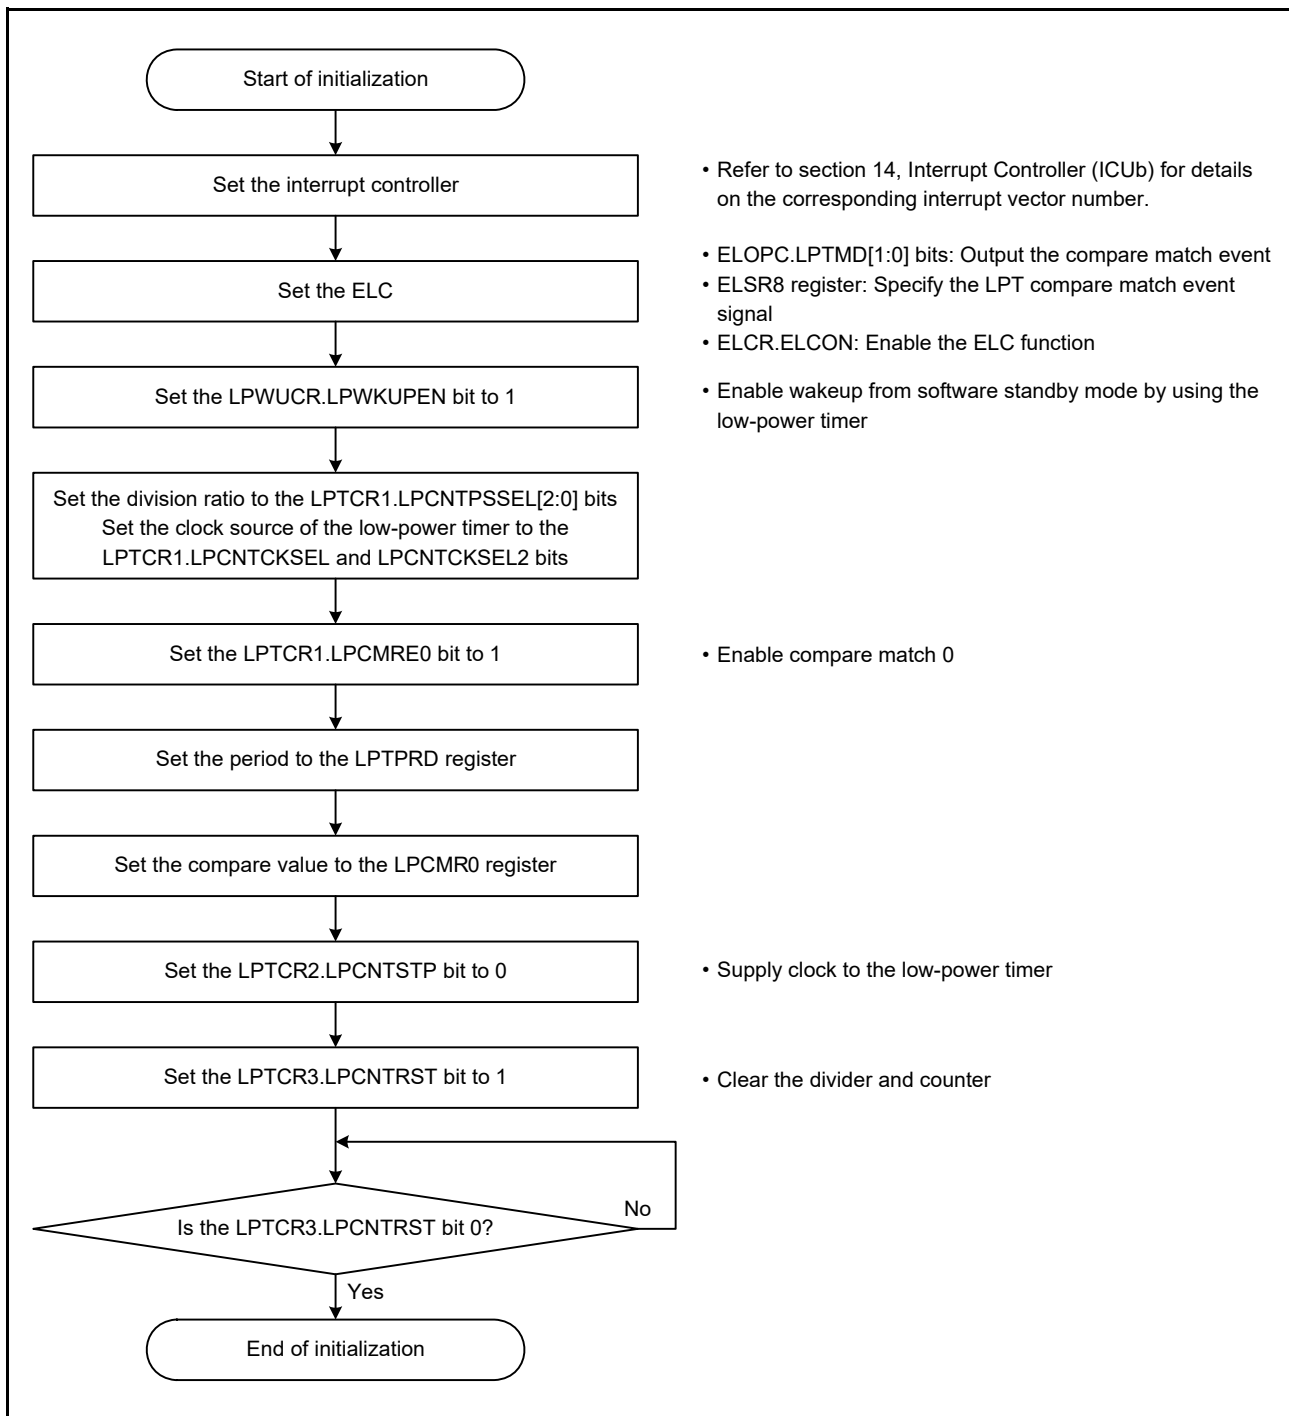 Start of initialization
Set the interrupt controller
• Refer to section 14, Interrupt Controller (ICUb) for details
on the corresponding interrupt vector number.
Set the ELC
• ELOPC.LPTMD[1:0] bits: Output the compare match event
• ELSR8 register: Specify the LPT compare match event
signal
• ELCR.ELCON: Enable the ELC function
Set the LPWUCR.LPWKUPEN bit to 1
• Enable wakeup from software standby mode by using the
low-power timer
Set the division ratio to the LPTCR1.LPCNTPSSEL[2:0] bits
Set the clock source of the low-power timer to the
LPTCR1.LPCNTCKSEL and LPCNTCKSEL2 bits
Set the LPTCR1.LPCMRE0 bit to 1
• Enable compare match 0
Set the period to the LPTPRD register
Set the compare value to the LPCMR0 register
Set the LPTCR2.LPCNTSTP bit to 0
• Supply clock to the low-power timer
Set the LPTCR3.LPCNTRST bit to 1
• Clear the divider and counter
Is the LPTCR3.LPCNTRST bit 0?
No
Yes
End of initialization